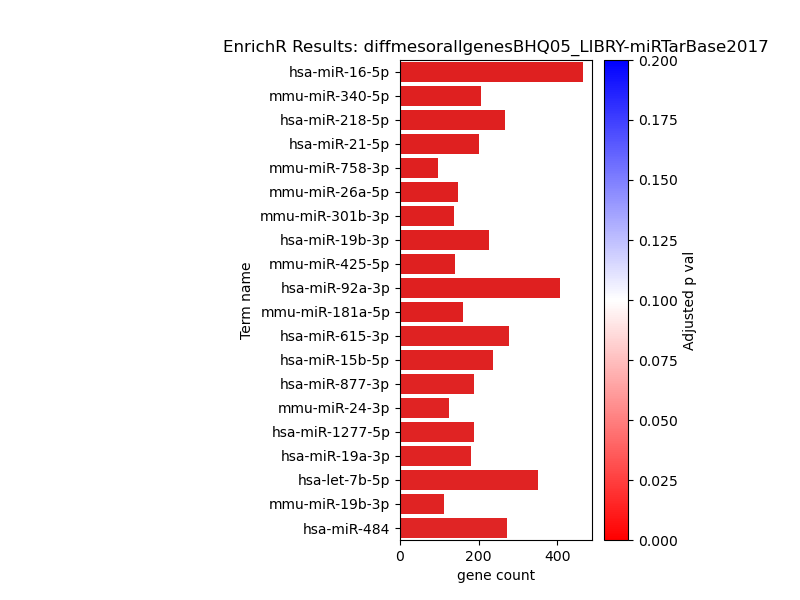 EnrichR Results: diffmesorallgenesBHQ05_LIBRY-miRTarBase2017
hsa-miR-16-5p
mmu-miR-340-5p
hsa-miR-218-5p
hsa-miR-21-5p
mmu-miR-758-3p
mmu-miR-26a-5p
mmu-miR-301b-3p
hsa-miR-19b-3p
mmu-miR-425-5p
hsa-miR-92a-3p
mmu-miR-181a-5p
hsa-miR-615-3p
hsa-miR-15b-5p
hsa-miR-877-3p
mmu-miR-24-3p
hsa-miR-1277-5p
hsa-miR-19a-3p
hsa-let-7b-5p
mmu-miR-19b-3p
hsa-miR-484
Term name
0 200 400
gene count
0.200
0.175
0.150
0.125
0.100
0.075
0.050
0.025
0.000
Adjusted p val